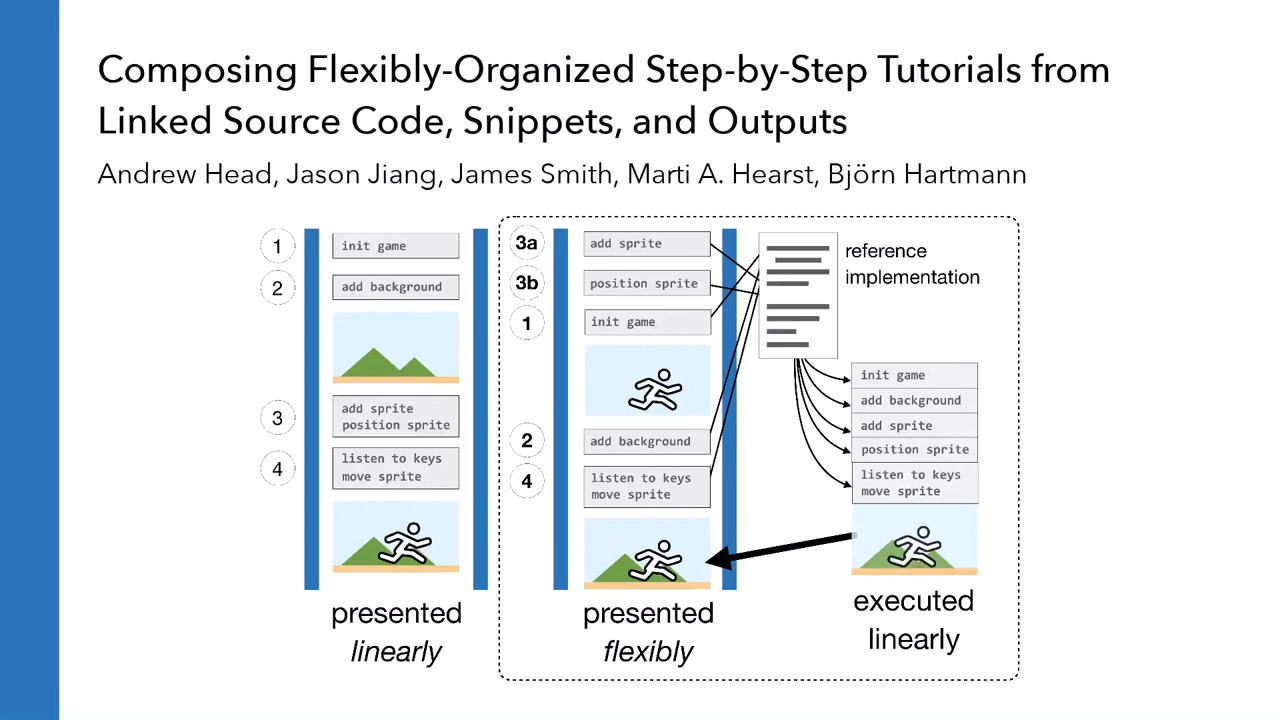 Composing Flexibly-Organized Step-by-Step Tutorials from
Linked Source Code, Snippets, and Outputs
Andrew Head, Jason Jiang, James Smith, Marti A. Hearst, Björn Hartmann
1
init game
2
add background
3
add sprite
position sprite
4
listen to keys
move sprite
presented
linearly
3a
add sprite
3b
position sprite
1
init game
2
add background
4
listen to keys
move sprite
presented
flexibly
reference
implementation
init game
add background
add sprite
position sprite
listen to keys
move sprite
executed
linearly